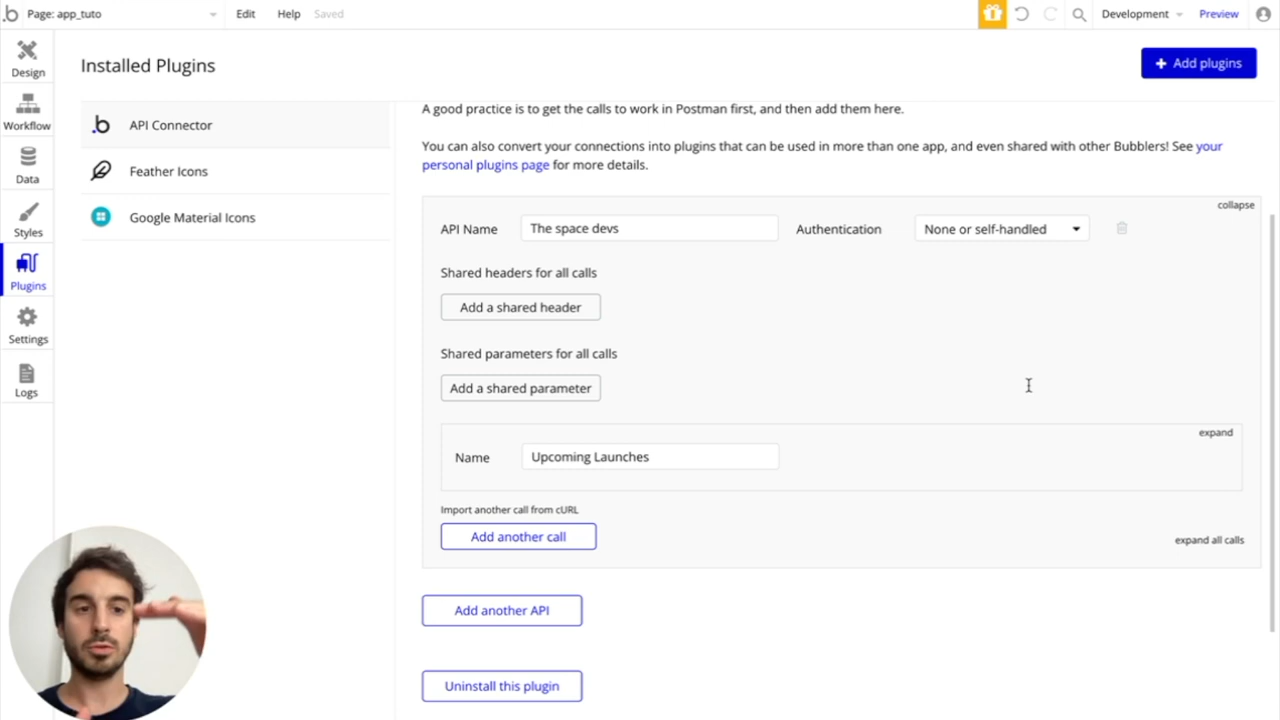 .b Page: app_tuto Edit Help Saved Development Preview
Design
Workflow
Data
Styles
Plugins
Settings
Logs
Installed Plugins
+ Add plugins
.b API Connector
Feather Icons
Google Material Icons
A good practice is to get the calls to work in Postman first, and then add them here.
You can also convert your connections into plugins that can be used in more than one app, and even shared with other Bubblers! See your
personal plugins page for more details.
collapse
API Name The space devs Authentication None or self-handled
Shared headers for all calls
Add a shared header
Shared parameters for all calls
Add a shared parameter
expand
Name Upcoming Launches
Import another call from cURL
Add another call
expand all calls
Add another API
Uninstall this plugin